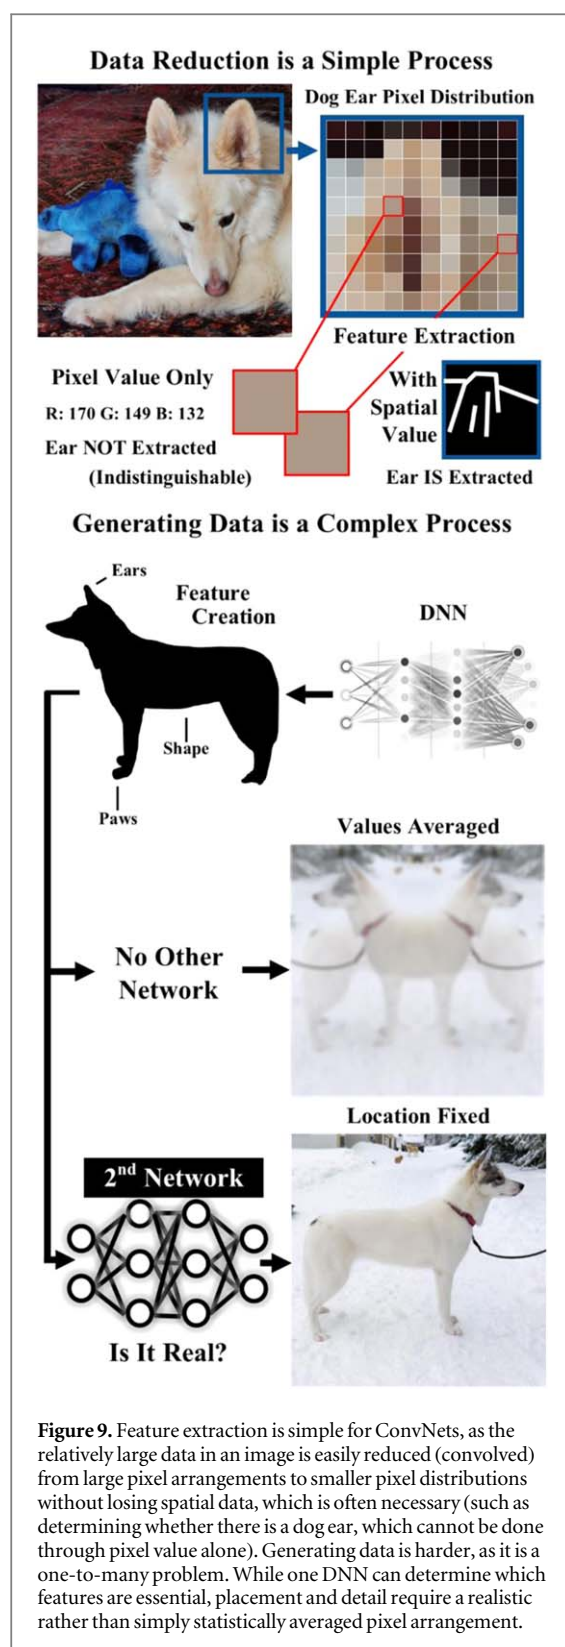 Data Reduction is a Simple Process
Dog Ear Pixel Distribution
Feature Extraction
Pixel Value Only
R: 170 G: 149 B: 132
Ear NOT Extracted
(Indistinguishable)
With
Spatial
Value
Ear IS Extracted
Generating Data is a Complex Process
Ears
Feature
Creation
DNN
Shape
Paws
Values Averaged
No Other
Network
Location Fixed
2nd Network
Is It Real?
Figure 9. Feature extraction is simple for ConvNets, as the
relatively large data in an image is easily reduced (convolved)
from large pixel arrangements to smaller pixel distributions
without losing spatial data, which is often necessary (such as
determining whether there is a dog ear, which cannot be done
through pixel value alone). Generating data is harder, as it is a
one-to-many problem. While one DNN can determine which
features are essential, placement and detail require a realistic
rather than simply statistically averaged pixel arrangement.